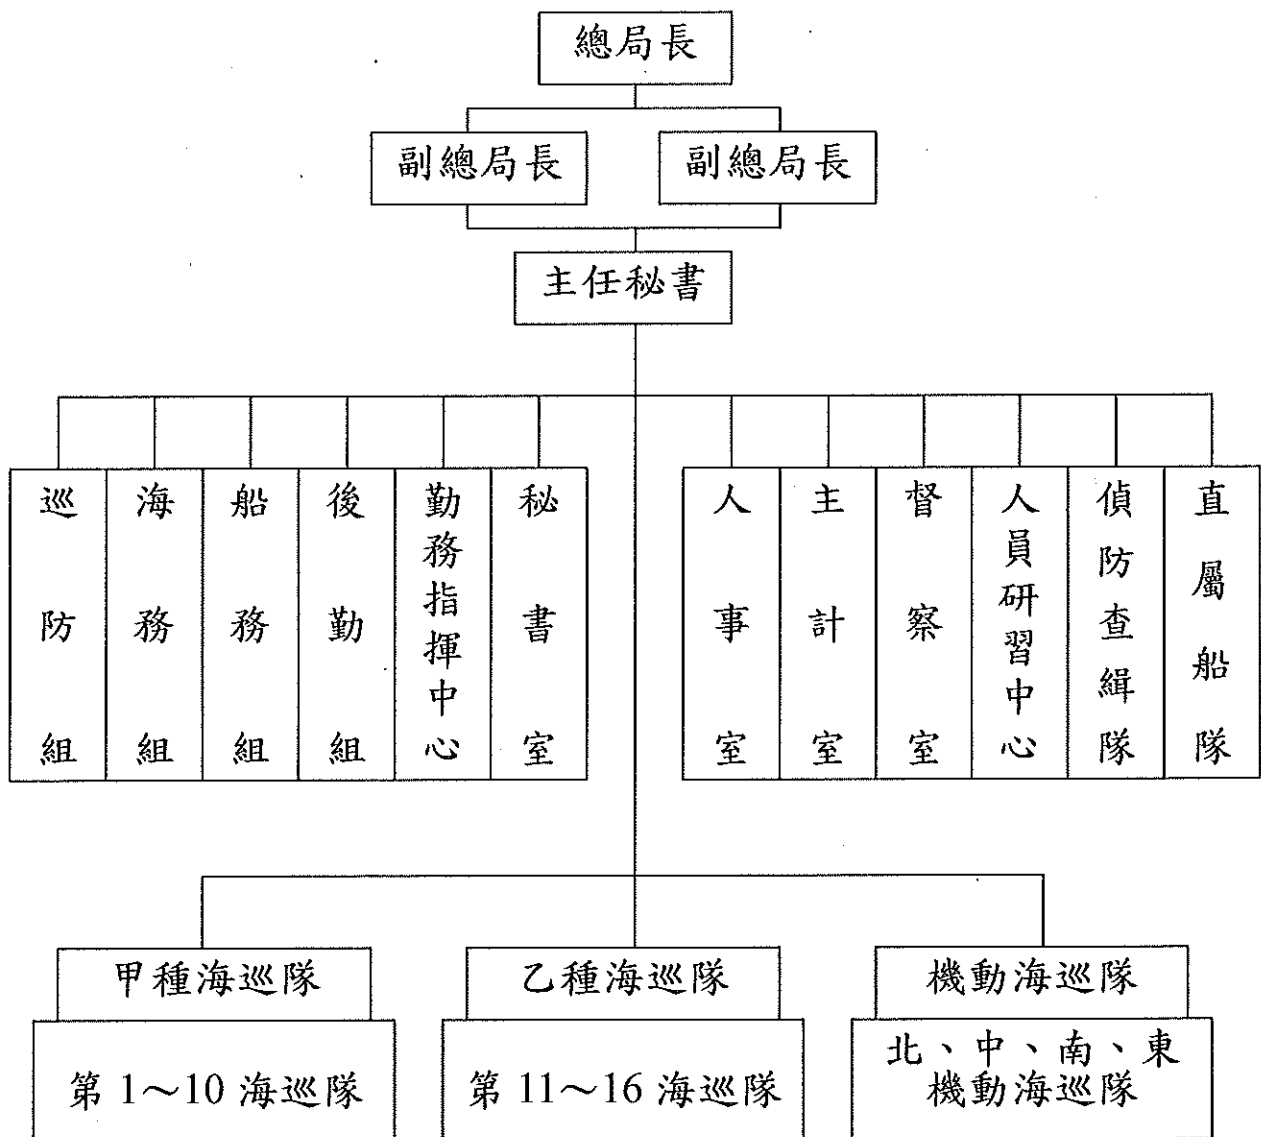 總局長
副總局長
副總局長
主任秘書
巡防組
海務組
船務組
後勤組
勤務指揮中心
秘書室
人事室
主計室
督察室
人員研習中心
偵防查緝隊
直屬船隊
甲種海巡隊
乙種海巡隊
機動海巡隊
第 1～10 海巡隊
第 11～16 海巡隊
北、中、南、東
機動海巡隊